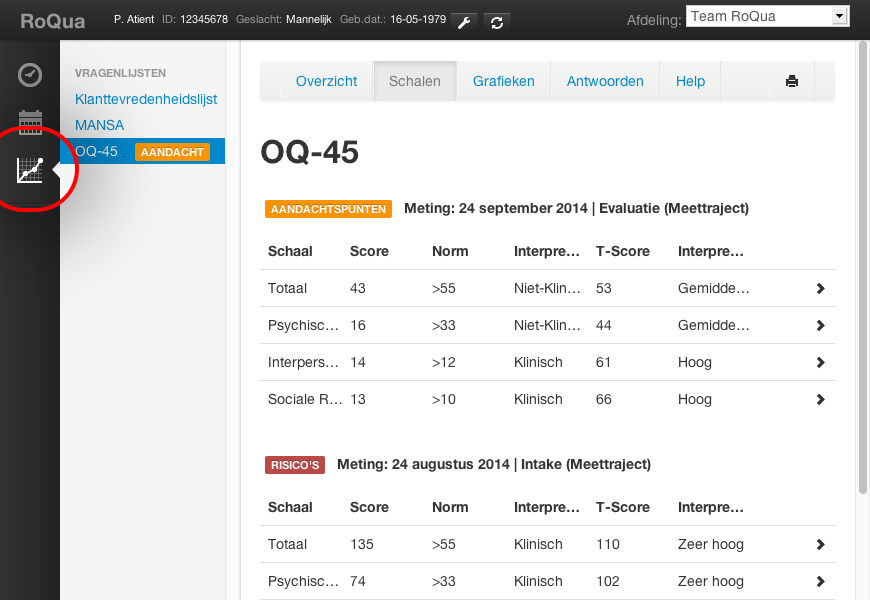 RoQua P. Atient ID: 12345678 Geslacht: Mannelijk Geb.dat.: 16-05-1979 Afdeling: Team RoQua
VRAGENLIJSTEN
Klanttevredenheidslijst
MANSA
OQ-45 AANDACHT
Overzicht Schalen Grafieken Antwoorden Help
OQ-45
AANDACHTSPUNTEN Meting: 24 september 2014 | Evaluatie (Meettraject)
Schaal Score Norm Interpre… T-Score Interpre…
Totaal 43 >55 Niet-Klin… 53 Gemidde…
Psychisc… 16 >33 Niet-Klin… 44 Gemidde…
Interpers… 14 >12 Klinisch 61 Hoog
Sociale R… 13 >10 Klinisch 66 Hoog
RISICO'S Meting: 24 augustus 2014 | Intake (Meettraject)
Schaal Score Norm Interpre… T-Score Interpre…
Totaal 135 >55 Klinisch 110 Zeer hoog
Psychisc… 74 >33 Klinisch 102 Zeer hoog